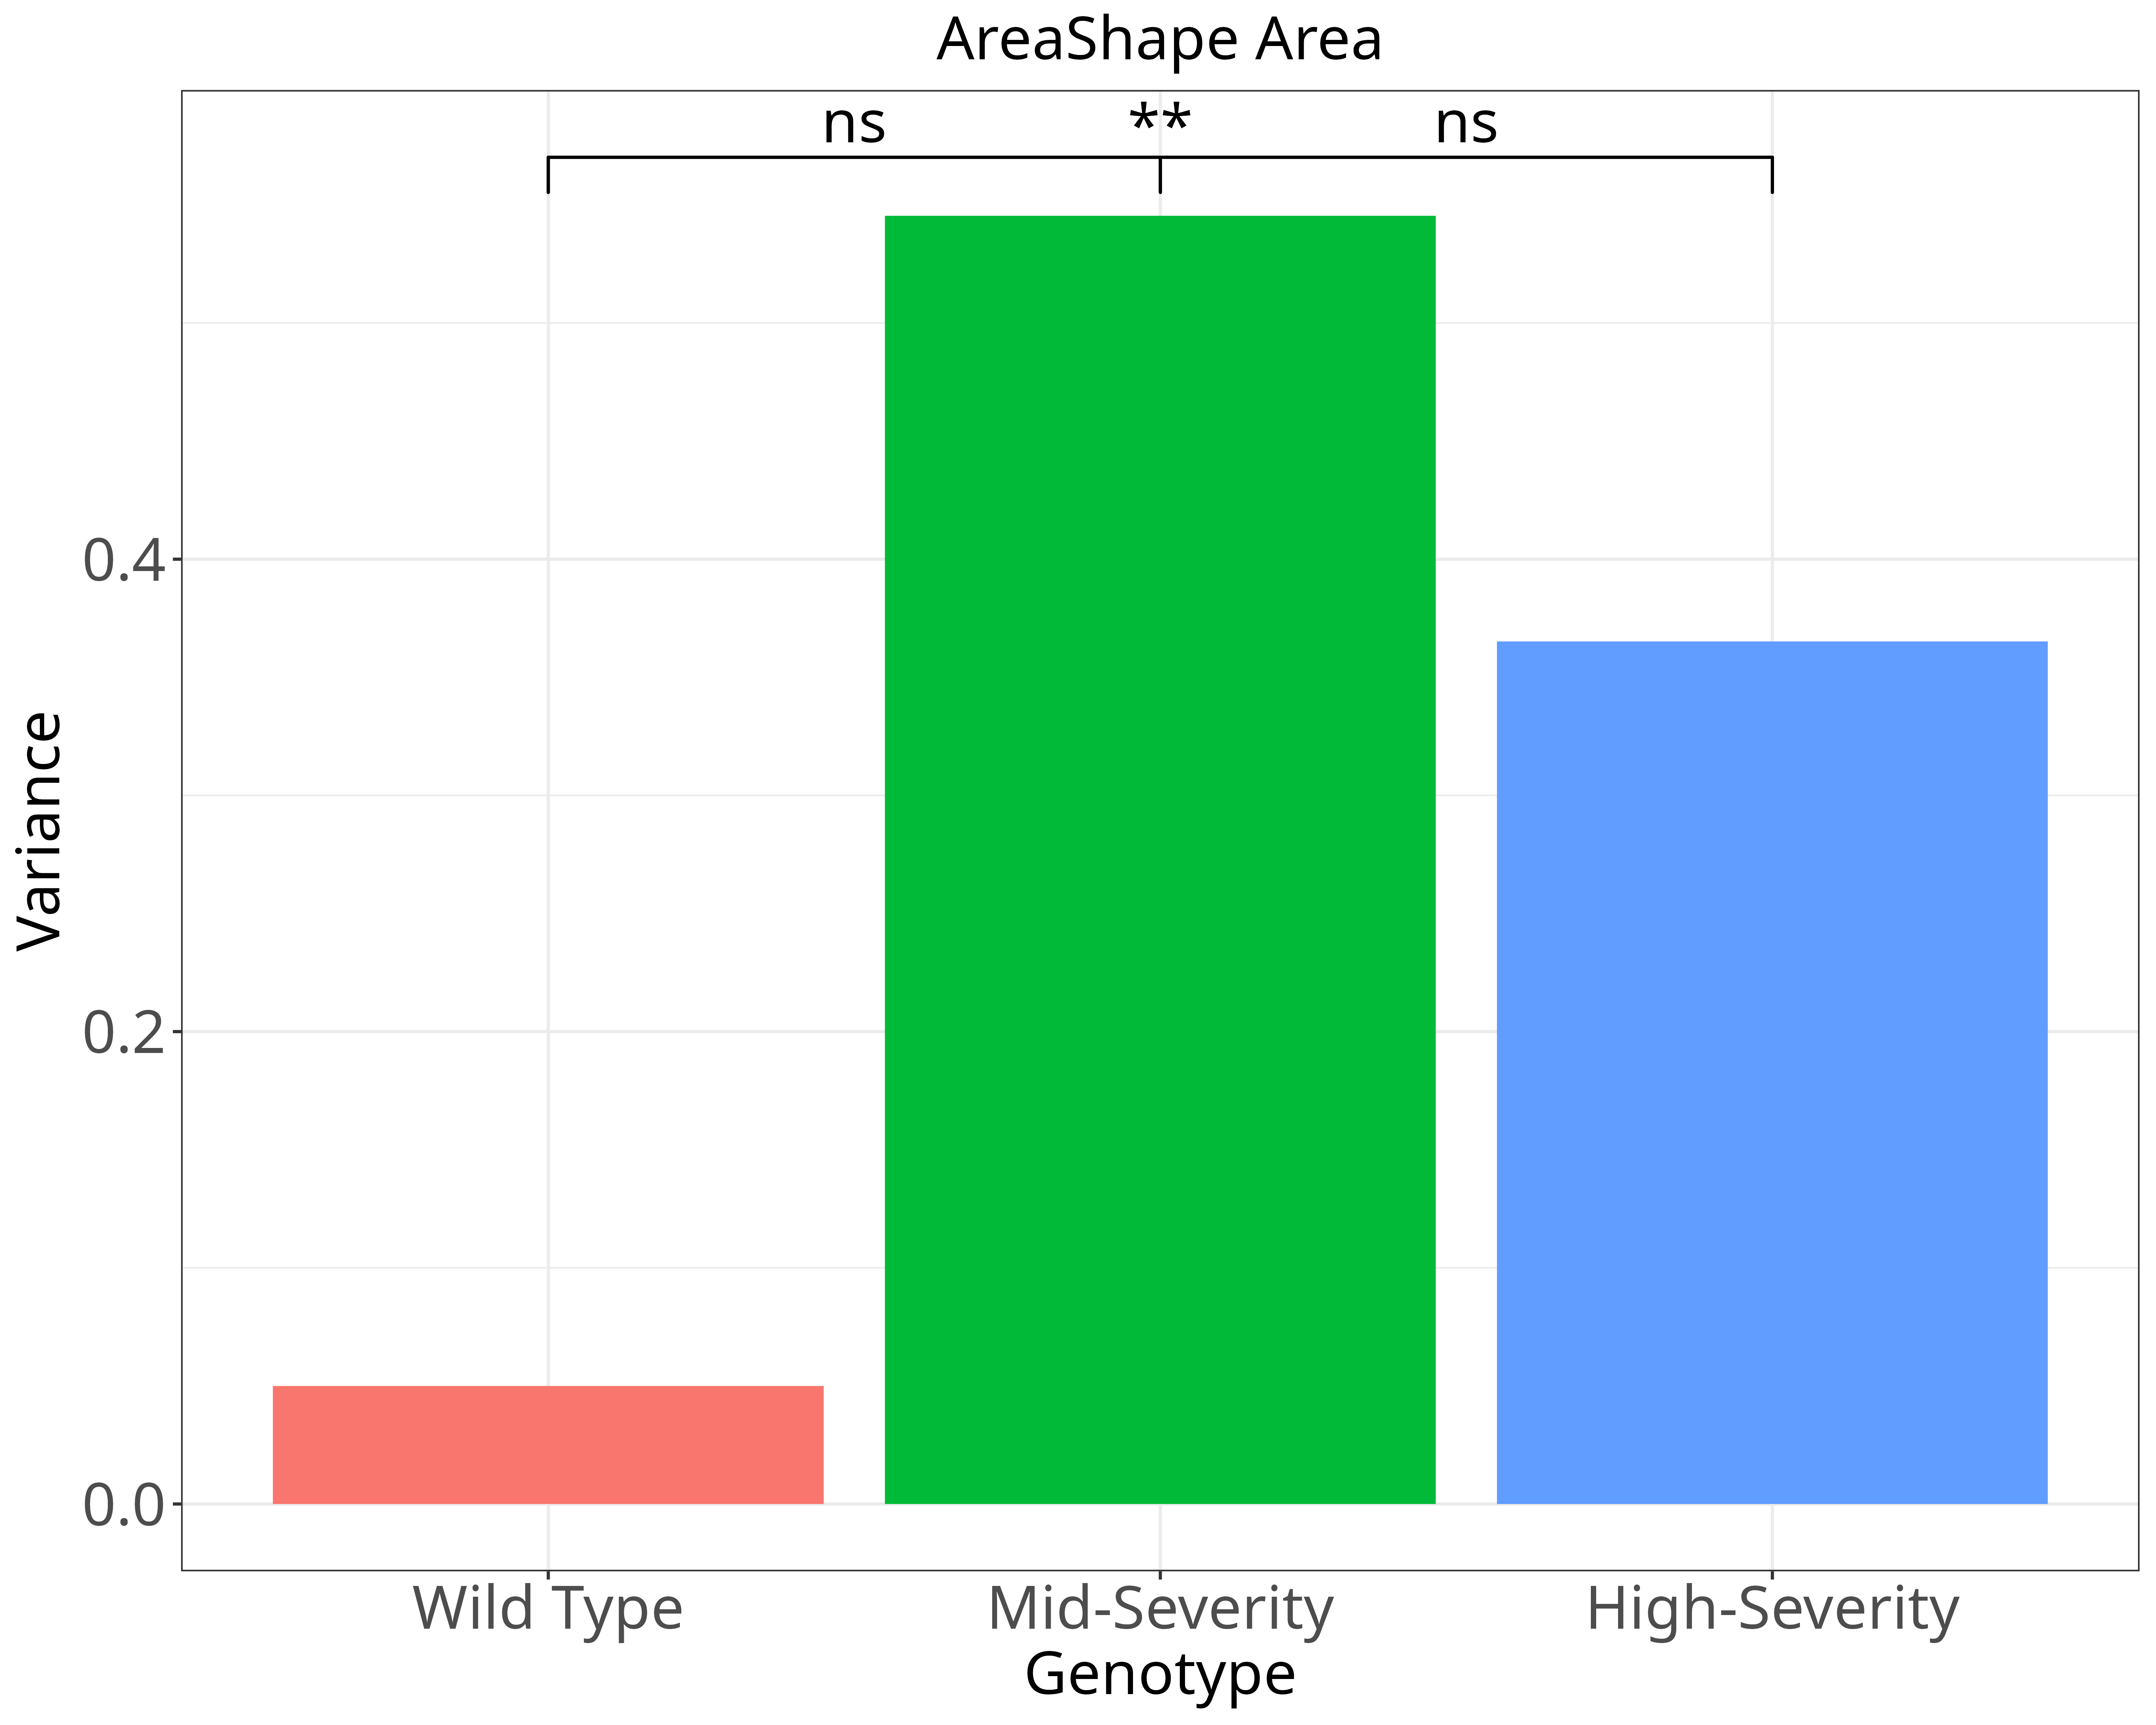 AreaShape Area
ns ** ns
0.4
0.2
0.0
Variance
Wild Type Mid-Severity High-Severity
Genotype